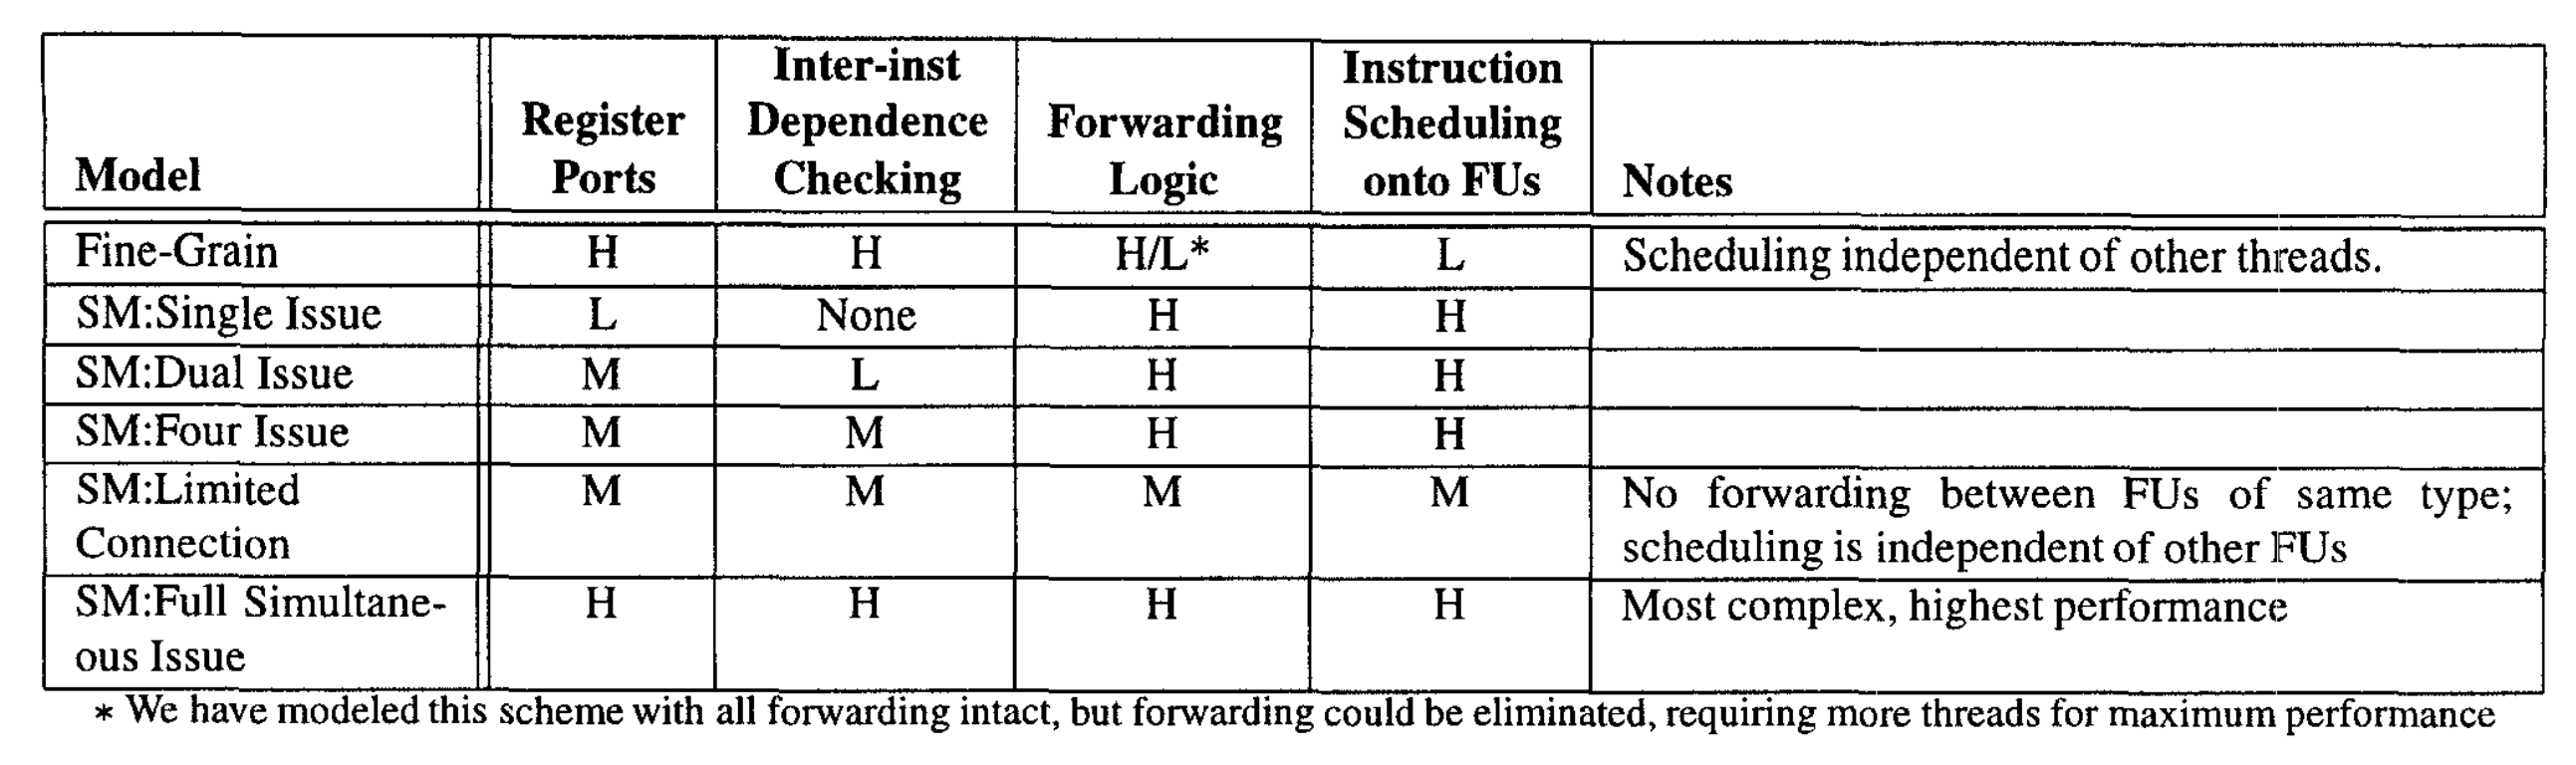 Model
Register
Ports
Inter-inst
Dependence
Checking
Forwarding
Logic
Instruction
Scheduling
onto FUs
Notes
Fine-Grain H H H/L* L Scheduling independent of other threads.
SM:Single Issue L None H H
SM:Dual Issue M L H H
SM:Four Issue M M H H
SM:Limited
Connection
M M M M
No forwarding between FUs of same type;
scheduling is independent of other FUs
SM:Full Simultane-
ous Issue
H H H H
Most complex, highest performance
* We have modeled this scheme with all forwarding intact, but forwarding could be eliminated, requiring more threads for maximum performance